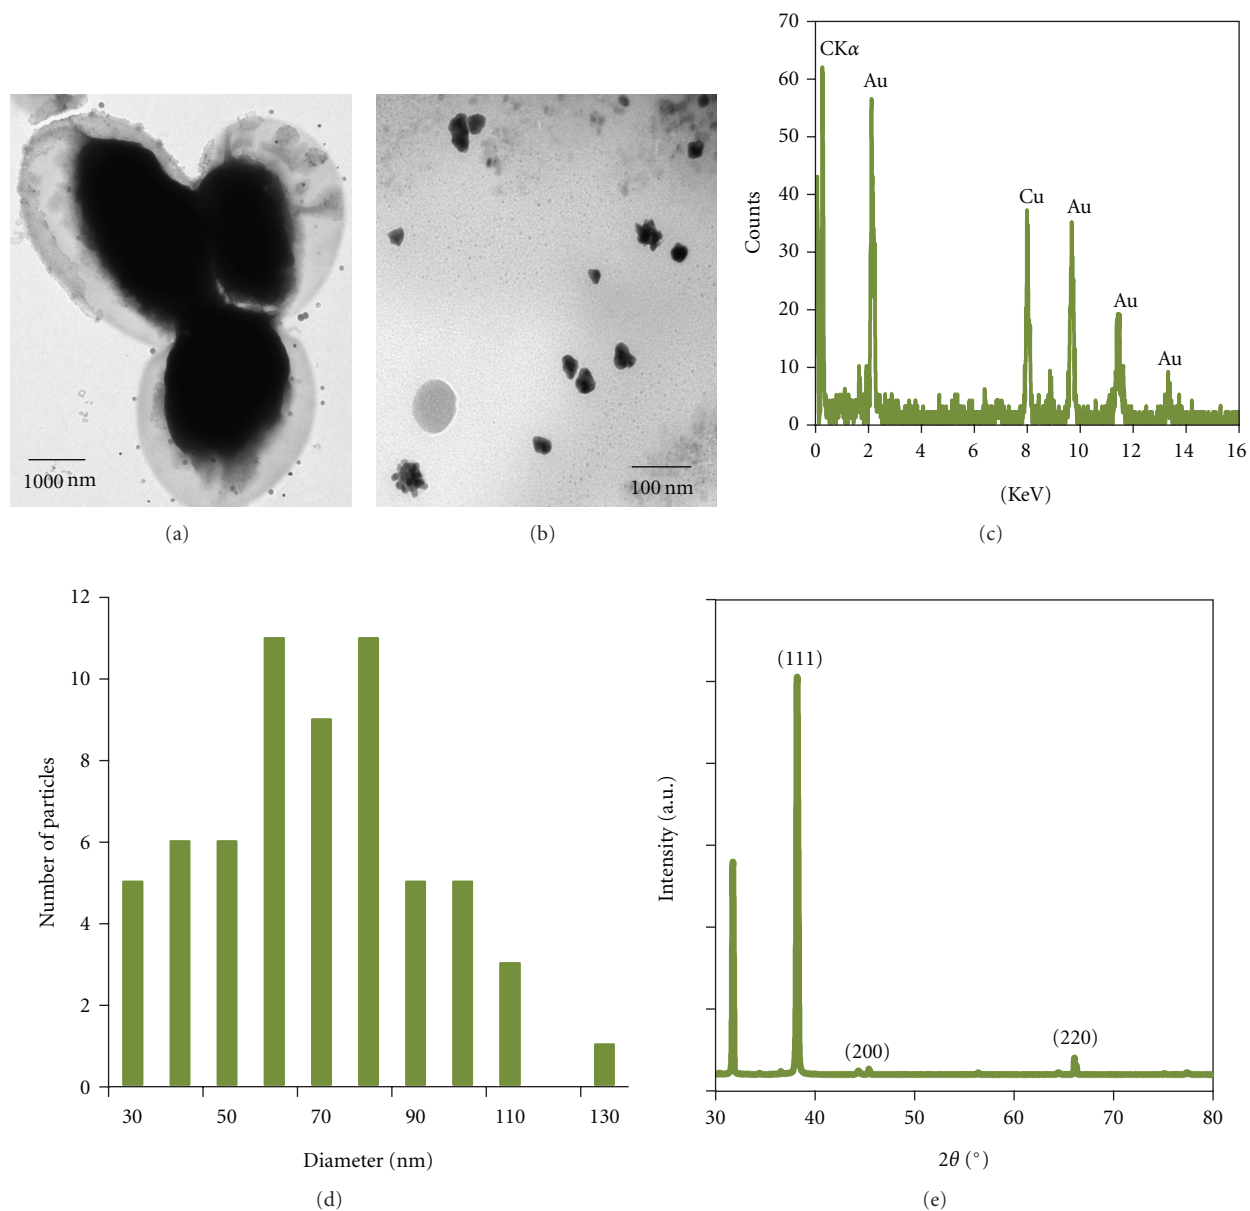 1000 nm
(a)
100 nm
(b)
70
60
50
40
30
20
10
0
Counts
CKα
Au
Cu
Au
Au
Au
0 2 4 6 8 10 12 14 16
(KeV)
(c)
12
10
8
6
4
2
0
Number of particles
30 50 70 90 110 130
Diameter (nm)
(d)
Intensity (a.u.)
(111)
(200)
(220)
30 40 50 60 70 80
2θ (°)
(e)